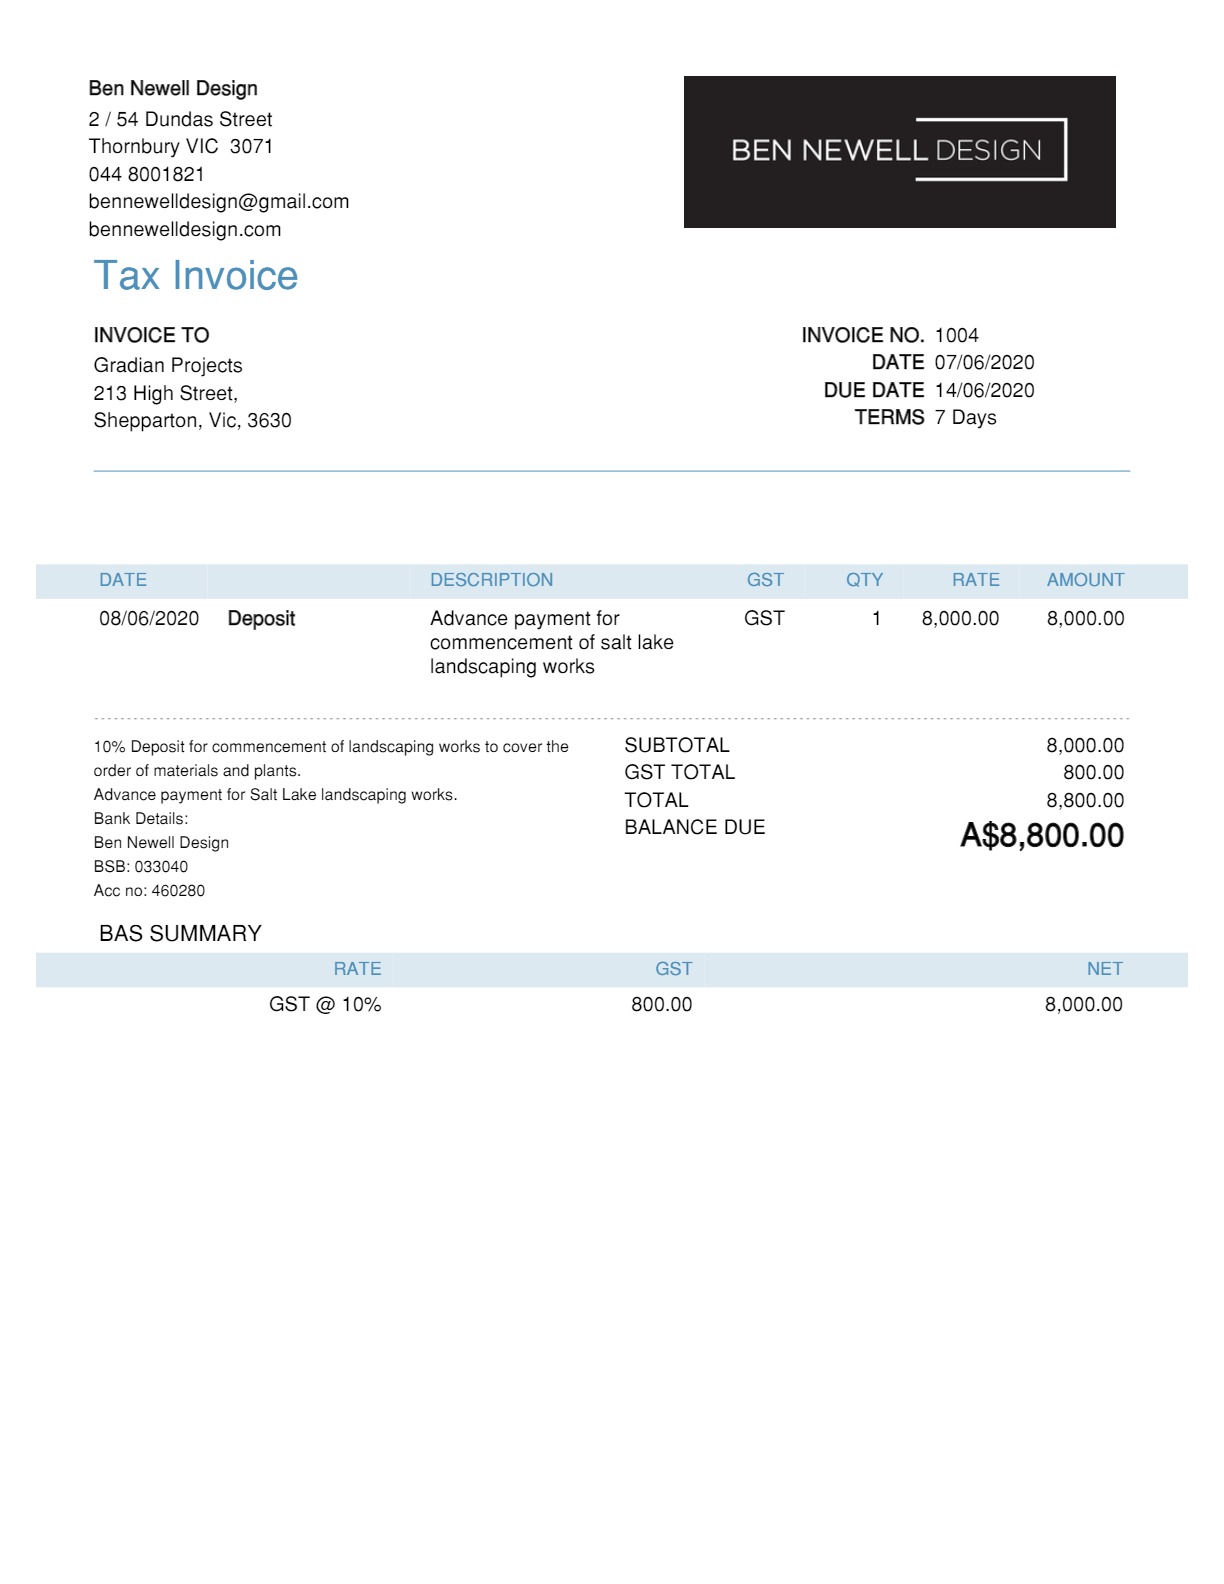 Ben Newell Design
2 / 54 Dundas Street
Thornbury VIC  3071
044 8001821
bennewelldesign@gmail.com
bennewelldesign.com
BEN NEWELL DESIGN
Tax Invoice
INVOICE TO
Gradian Projects
213 High Street,
Shepparton, Vic, 3630
INVOICE NO. 1004
DATE 07/06/2020
DUE DATE 14/06/2020
TERMS 7 Days
DATE DESCRIPTION GST QTY RATE AMOUNT
08/06/2020 Deposit Advance payment for GST 1 8,000.00 8,000.00
commencement of salt lake
landscaping works
10% Deposit for commencement of landscaping works to cover the
order of materials and plants.
Advance payment for Salt Lake landscaping works.
Bank Details:
Ben Newell Design
BSB: 033040
Acc no: 460280
SUBTOTAL 8,000.00
GST TOTAL 800.00
TOTAL 8,800.00
BALANCE DUE A$8,800.00
BAS SUMMARY
RATE GST NET
GST @ 10% 800.00 8,000.00